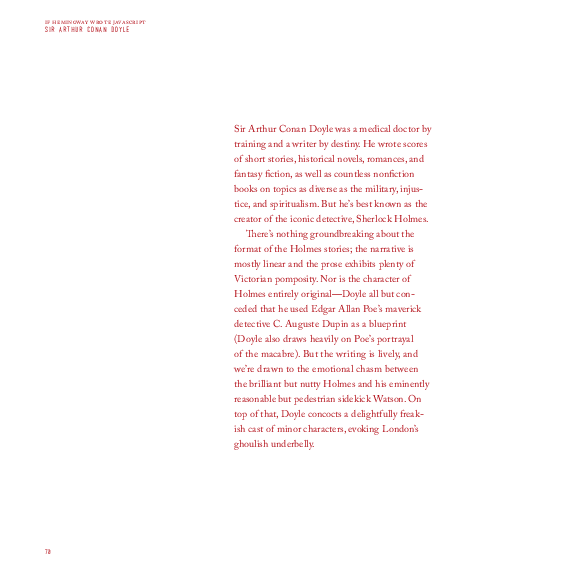 IF HEMINGWAY WROTE JAVASCRIPT
SIR ARTHUR CONAN DOYLE
Sir Arthur Conan Doyle was a medical doctor by
training and a writer by destiny. He wrote scores
of short stories, historical novels, romances, and
fantasy fiction, as well as countless nonfiction
books on topics as diverse as the military, injus-
tice, and spiritualism. But he’s best known as the
creator of the iconic detective, Sherlock Holmes.
There’s nothing groundbreaking about the
format of the Holmes stories; the narrative is
mostly linear and the prose exhibits plenty of
Victorian pomposity. Nor is the character of
Holmes entirely original—Doyle all but con-
ceded that he used Edgar Allan Poe’s maverick
detective C. Auguste Dupin as a blueprint
(Doyle also draws heavily on Poe’s portrayal
of the macabre). But the writing is lively, and
we’re drawn to the emotional chasm between
the brilliant but nutty Holmes and his eminently
reasonable but pedestrian sidekick Watson. On
top of that, Doyle concocts a delightfully freak-
ish cast of minor characters, evoking London’s
ghoulish underbelly.
70